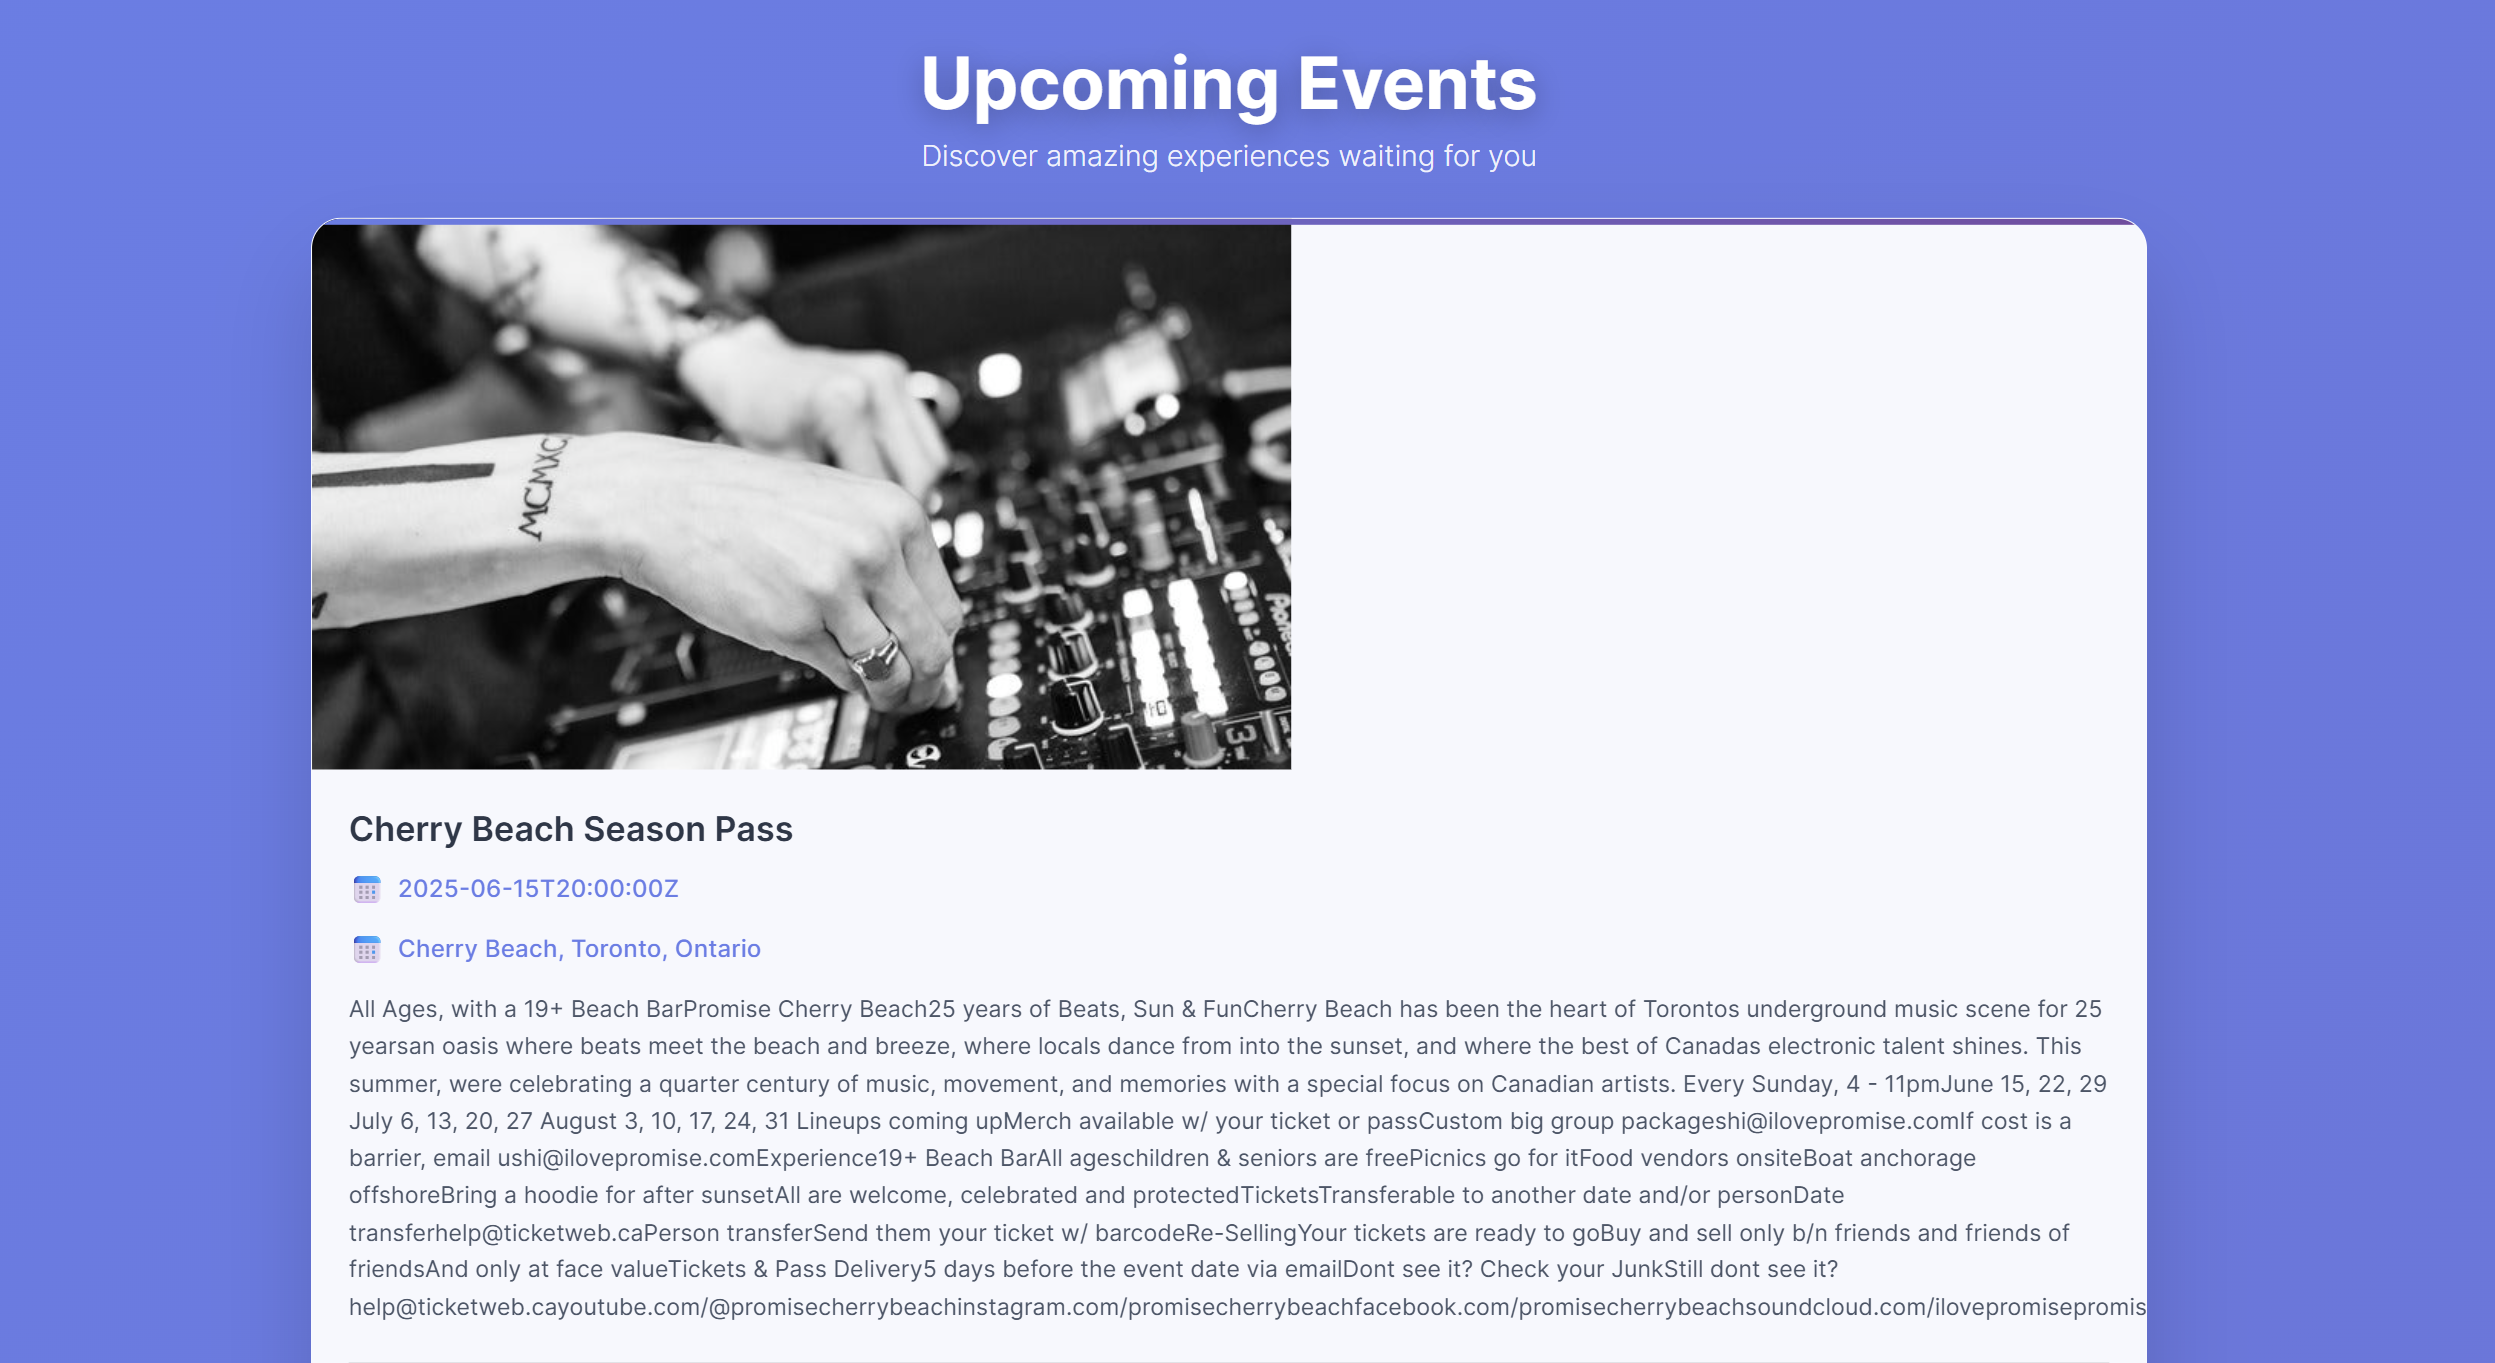 Upcoming Events
Discover amazing experiences waiting for you
MCMXC
Cherry Beach Season Pass
2025-06-15T20:00:00Z
Cherry Beach, Toronto, Ontario
All Ages, with a 19+ Beach BarPromise Cherry Beach25 years of Beats, Sun & FunCherry Beach has been the heart of Torontos underground music scene for 25
yearsan oasis where beats meet the beach and breeze, where locals dance from into the sunset, and where the best of Canadas electronic talent shines. This
summer, were celebrating a quarter century of music, movement, and memories with a special focus on Canadian artists. Every Sunday, 4 - 11pmJune 15, 22, 29
July 6, 13, 20, 27 August 3, 10, 17, 24, 31 Lineups coming upMerch available w/ your ticket or passCustom big group packageshi@ilovepromise.comIf cost is a
barrier, email ushi@ilovepromise.comExperience19+ Beach BarAll ageschildren & seniors are freePicnics go for itFood vendors onsiteBoat anchorage
offshoreBring a hoodie for after sunsetAll are welcome, celebrated and protectedTicketsTransferable to another date and/or personDate
transferhelp@ticketweb.caPerson transferSend them your ticket w/ barcodeRe-SellingYour tickets are ready to goBuy and sell only b/n friends and friends of
friendsAnd only at face valueTickets & Pass Delivery5 days before the event date via emailDont see it? Check your JunkStill dont see it?
help@ticketweb.cayoutube.com/@promisecherrybeachinstagram.com/promisecherrybeachfacebook.com/promisecherrybeachsoundcloud.com/ilovepromisepromis